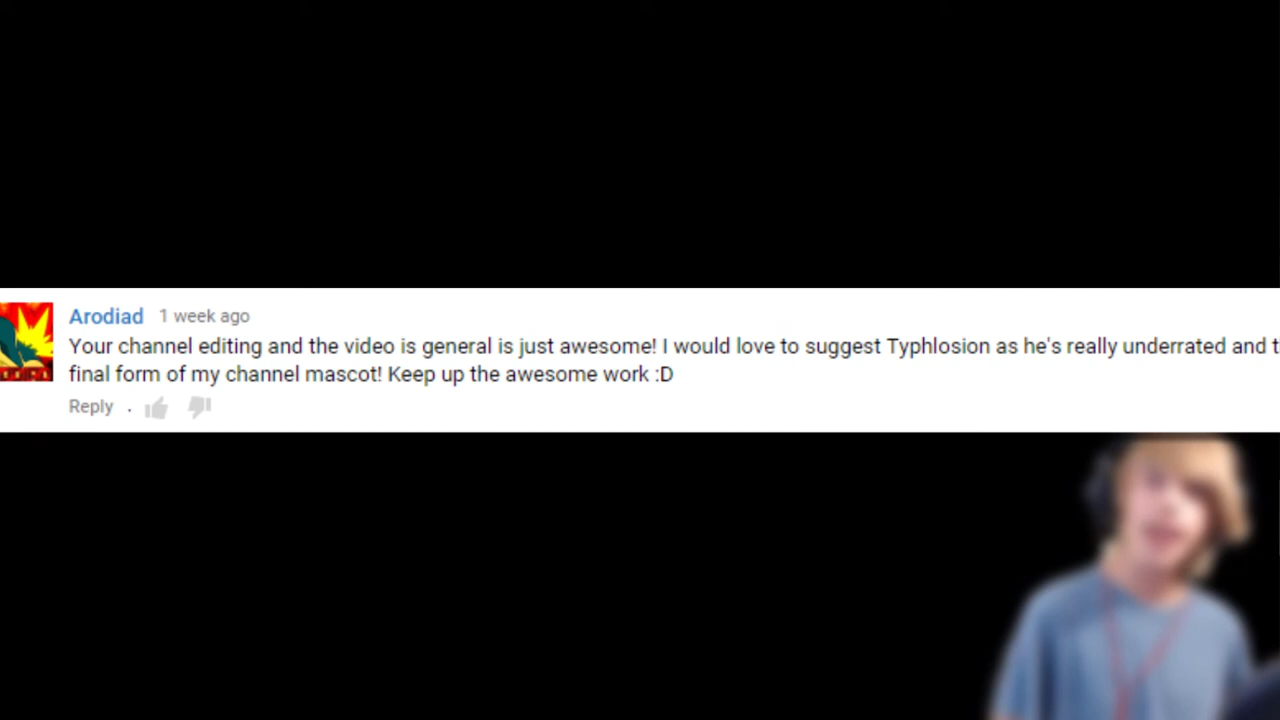 Arodiad 1 week ago
Your channel editing and the video is general is just awesome! I would love to suggest Typhlosion as he's really underrated and
final form of my channel mascot! Keep up the awesome work :D
Reply .